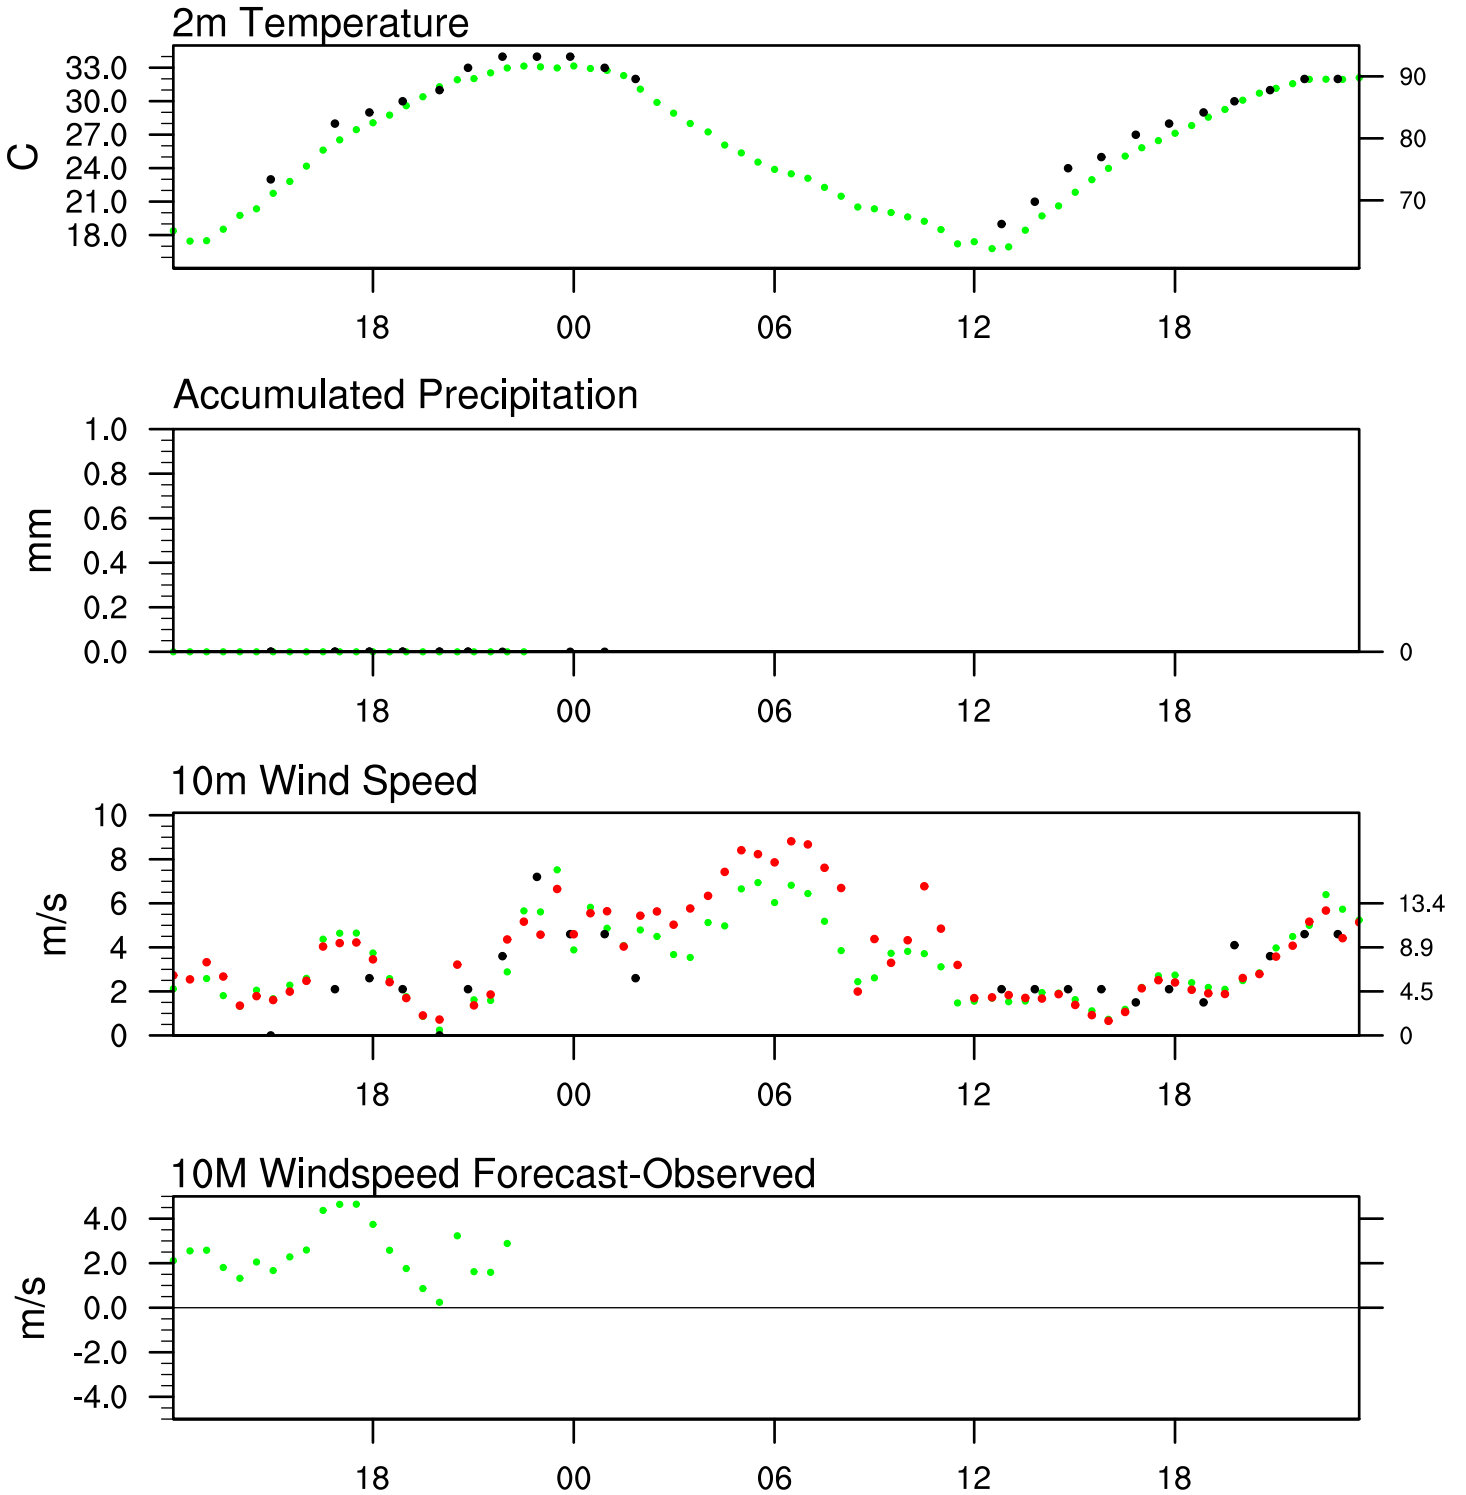 2m Temperature
33.0
30.0
27.0
24.0
21.0
18.0
C
90
80
70
18 00 06 12 18
Accumulated Precipitation
1.0
0.8
0.6
0.4
0.2
0.0
mm
0
18 00 06 12 18
10m Wind Speed
10
8
6
4
2
0
m/s
13.4
8.9
4.5
0
18 00 06 12 18
10M Windspeed Forecast-Observed
4.0
2.0
0.0
-2.0
-4.0
m/s
18 00 06 12 18